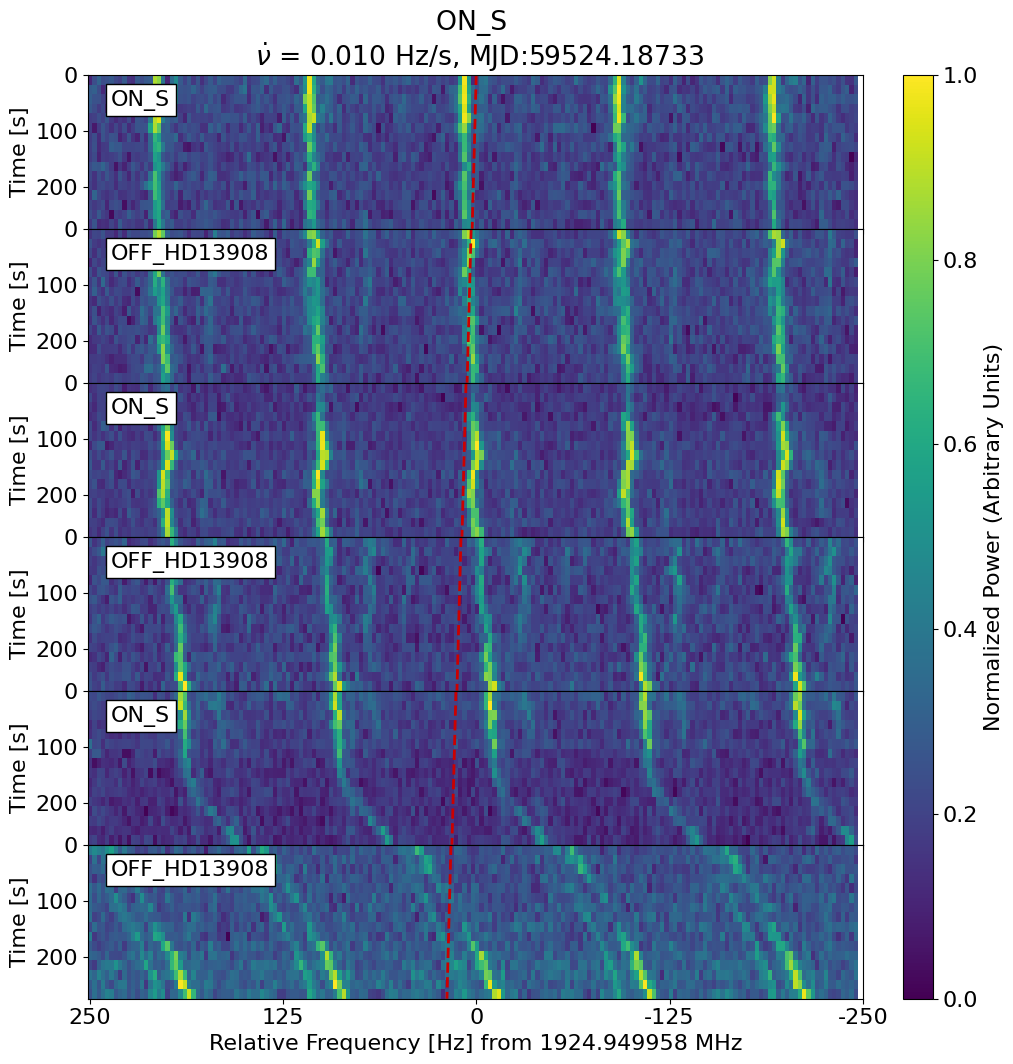 ON_S
ν̇ = 0.010 Hz/s, MJD:59524.18733
0
ON_S
100
200
Time [s]
0
OFF_HD13908
100
200
Time [s]
0
ON_S
100
200
Time [s]
0
OFF_HD13908
100
200
Time [s]
0
ON_S
100
200
Time [s]
0
OFF_HD13908
100
200
Time [s]
250 125 0 -125 -250
Relative Frequency [Hz] from 1924.949958 MHz
1.0
0.8
0.6
0.4
0.2
0.0
Normalized Power (Arbitrary Units)